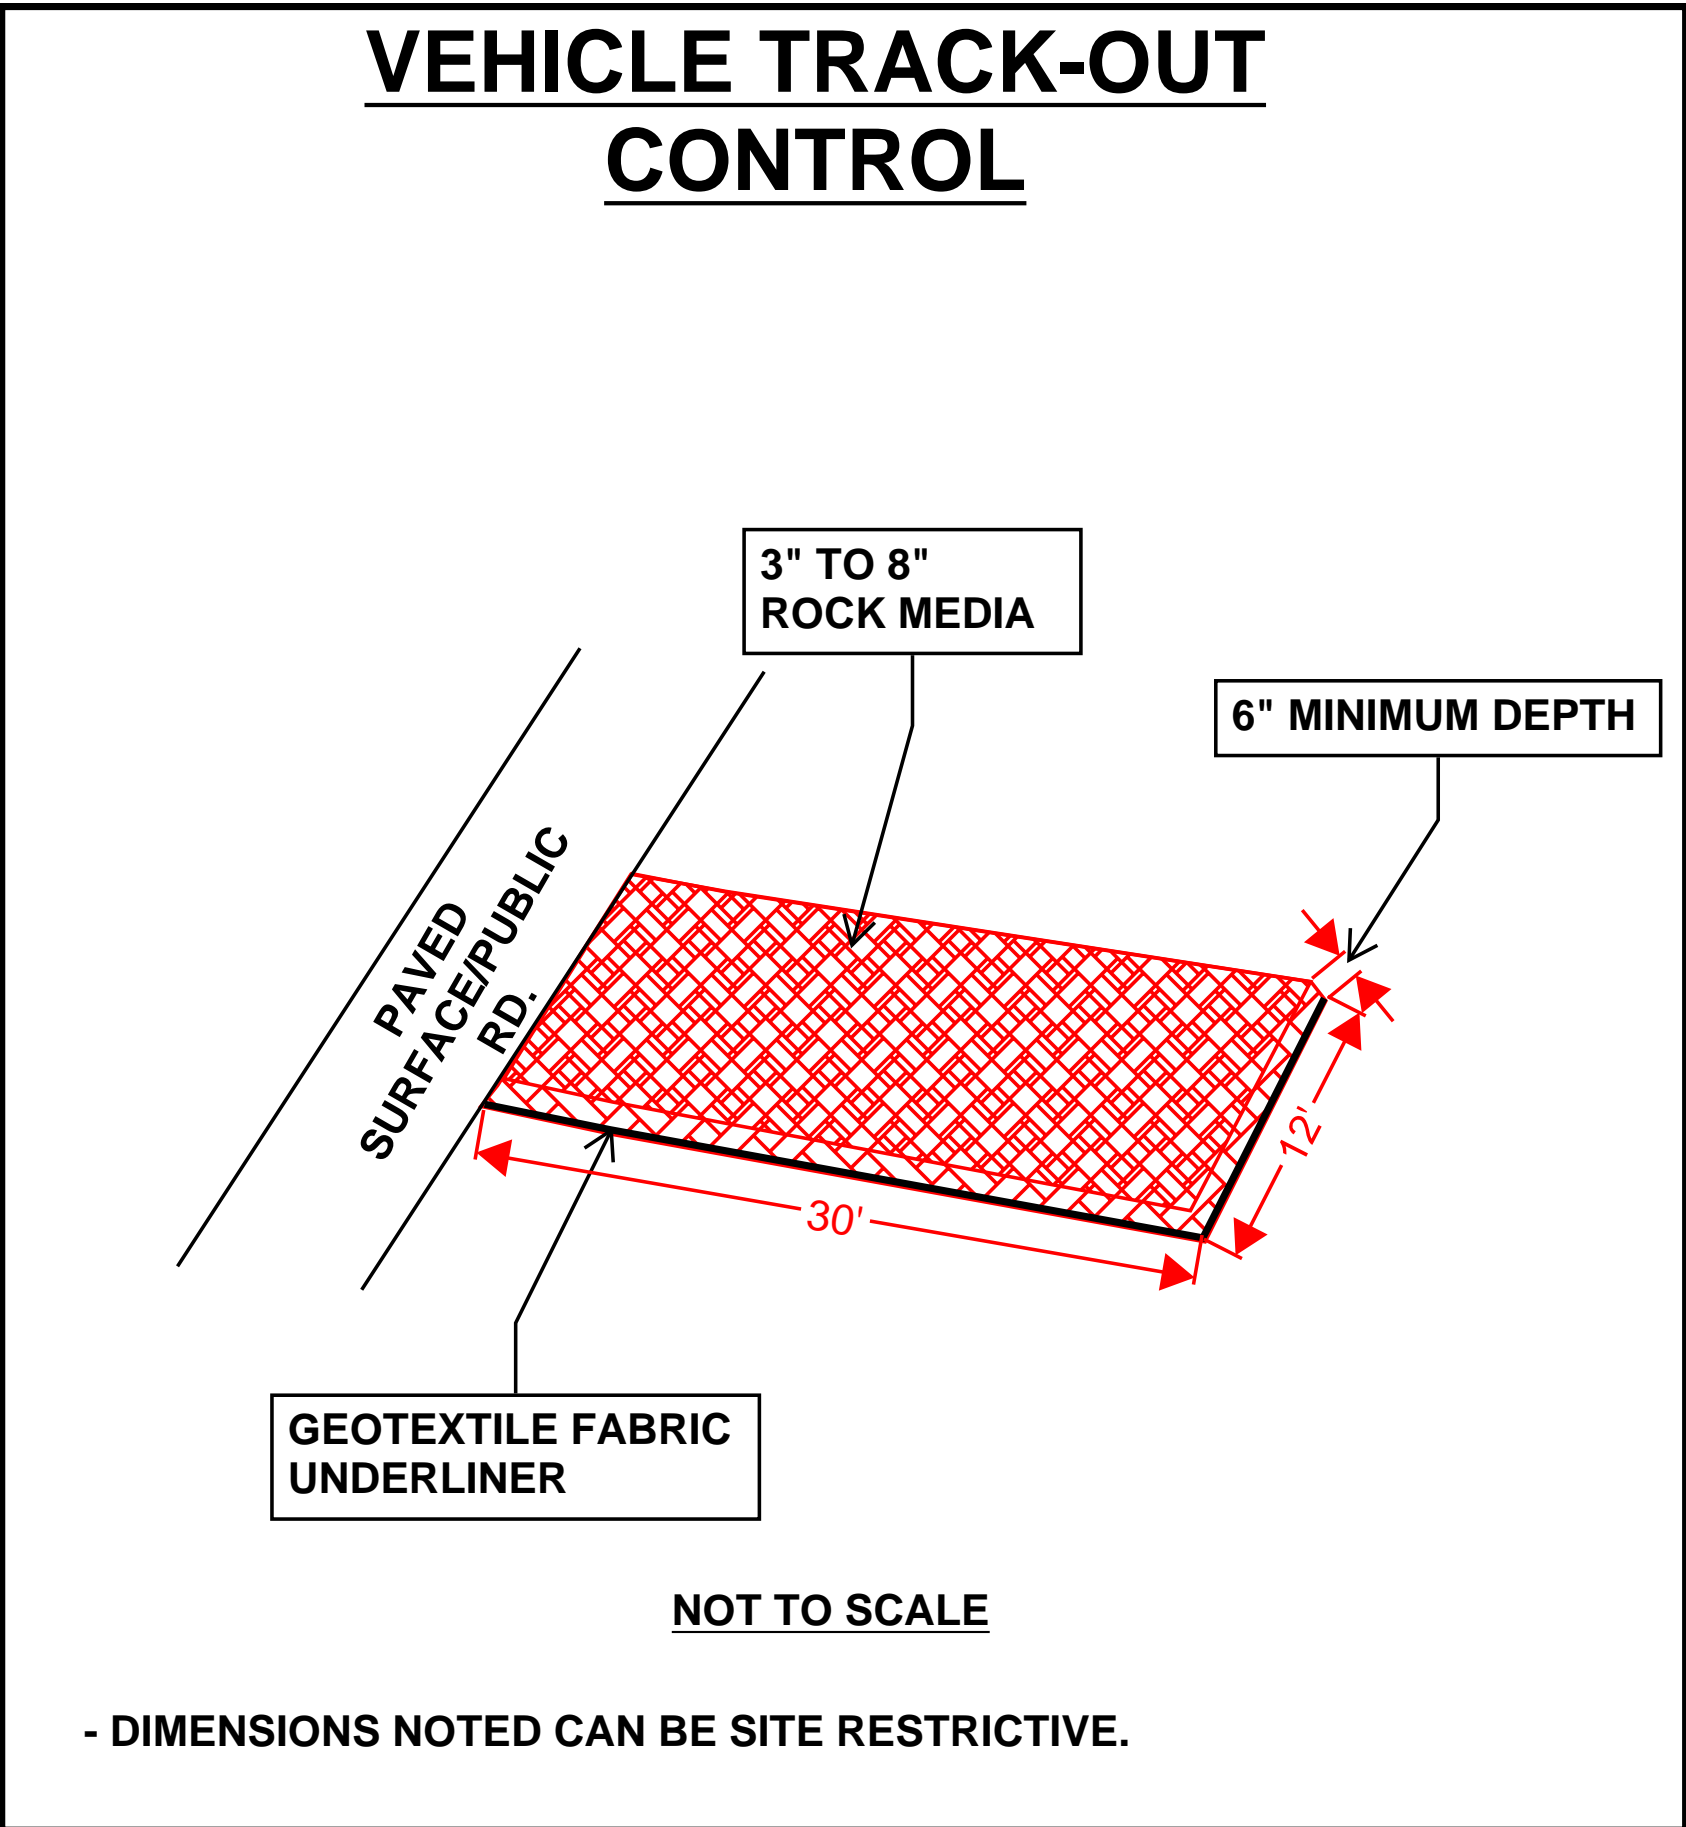 VEHICLE TRACK-OUT
CONTROL
3" TO 8"
ROCK MEDIA
6" MINIMUM DEPTH
PAVED
SURFACE/PUBLIC
RD.
12'
30'
GEOTEXTILE FABRIC
UNDERLINER
NOT TO SCALE
- DIMENSIONS NOTED CAN BE SITE RESTRICTIVE.